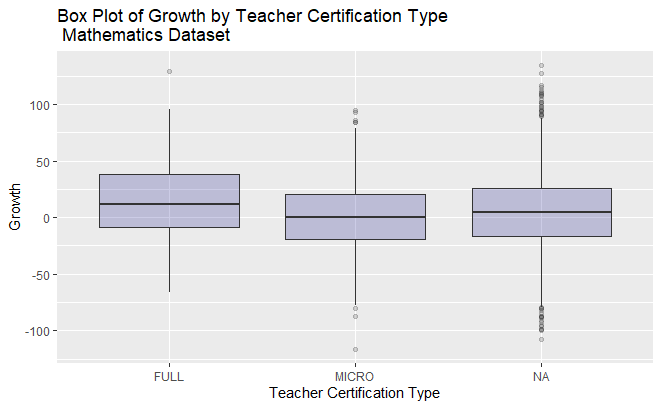 Box Plot of Growth by Teacher Certification Type
Mathematics Dataset
Growth
100
50
0
-50
-100
FULL MICRO NA
Teacher Certification Type